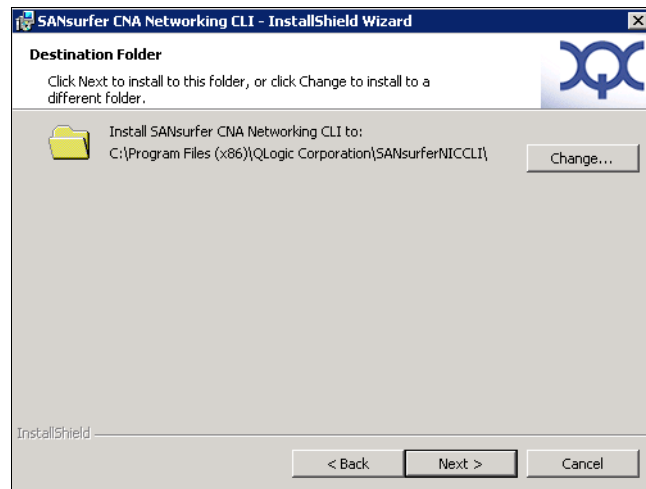 SANsurfer CNA Networking CLI - InstallShield Wizard
Destination Folder
Click Next to install to this folder, or click Change to install to a
different folder.
Install SANsurfer CNA Networking CLI to:
C:\Program Files (x86)\QLogic Corporation\SANsurferNICCLI\
Change...
InstallShield
< Back
Next >
Cancel